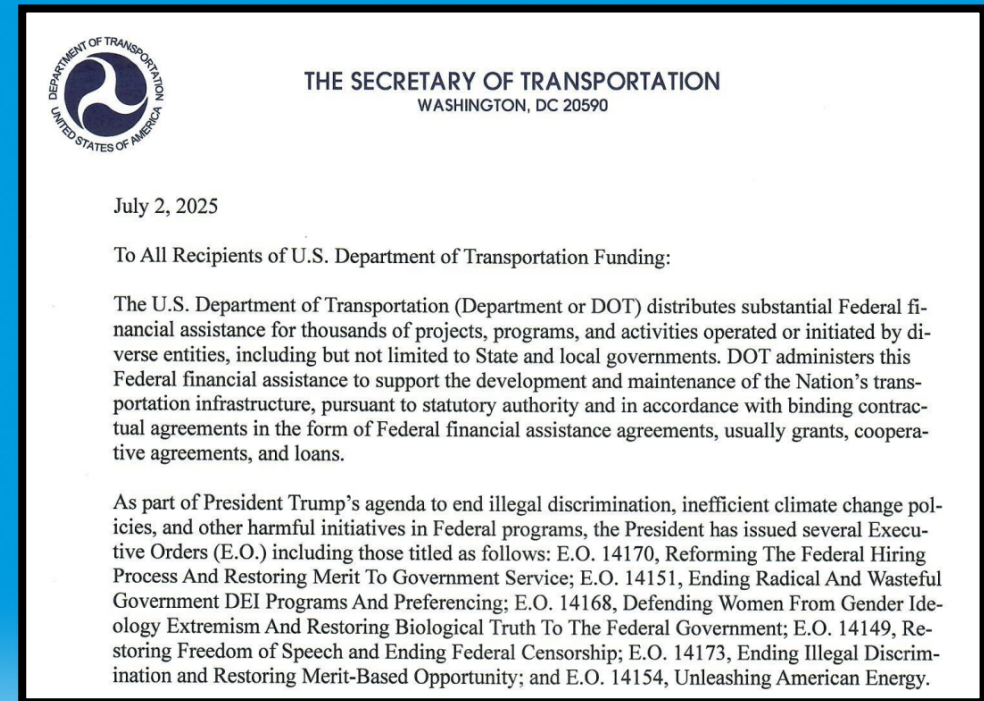 DEPARTMENT OF TRANSPORTATION
UNITED STATES OF AMERICA
THE SECRETARY OF TRANSPORTATION
WASHINGTON, DC 20590
July 2, 2025
To All Recipients of U.S. Department of Transportation Funding:
The U.S. Department of Transportation (Department or DOT) distributes substantial Federal fi-
nancial assistance for thousands of projects, programs, and activities operated or initiated by di-
verse entities, including but not limited to State and local governments. DOT administers this
Federal financial assistance to support the development and maintenance of the Nation's trans-
portation infrastructure, pursuant to statutory authority and in accordance with binding contrac-
tual agreements in the form of Federal financial assistance agreements, usually grants, coopera-
tive agreements, and loans.
As part of President Trump's agenda to end illegal discrimination, inefficient climate change pol-
icies, and other harmful initiatives in Federal programs, the President has issued several Execu-
tive Orders (E.O.) including those titled as follows: E.O. 14170, Reforming The Federal Hiring
Process And Restoring Merit To Government Service; E.O. 14151, Ending Radical And Wasteful
Government DEI Programs And Preferencing; E.O. 14168, Defending Women From Gender Ide-
ology Extremism And Restoring Biological Truth To The Federal Government; E.O. 14149, Re-
storing Freedom of Speech and Ending Federal Censorship; E.O. 14173, Ending Illegal Discrim-
ination and Restoring Merit-Based Opportunity; and E.O. 14154, Unleashing American Energy.